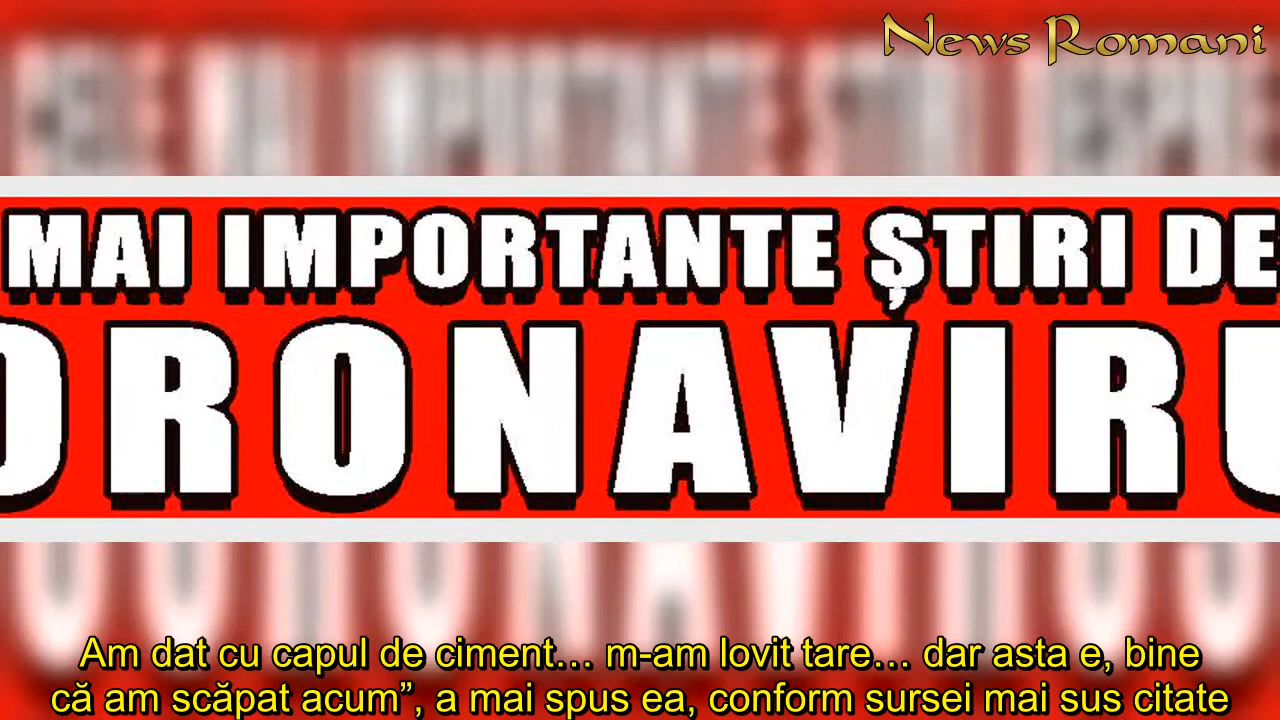 News Romani
MAI IMPORTANTE ȘTIRI DE
ORONAVIRU
Am dat cu capul de ciment… m-am lovit tare… dar asta e, bine
că am scăpat acum”, a mai spus ea, conform sursei mai sus citate